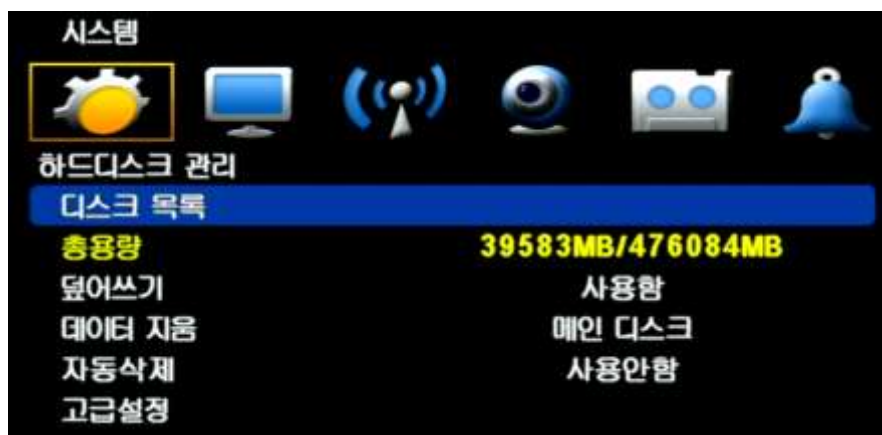 시스템
하드디스크 관리
디스크 목록
총용량 39583MB/476084MB
덮어쓰기 사용함
데이터 지움 메인 디스크
자동삭제 사용안함
고급설정